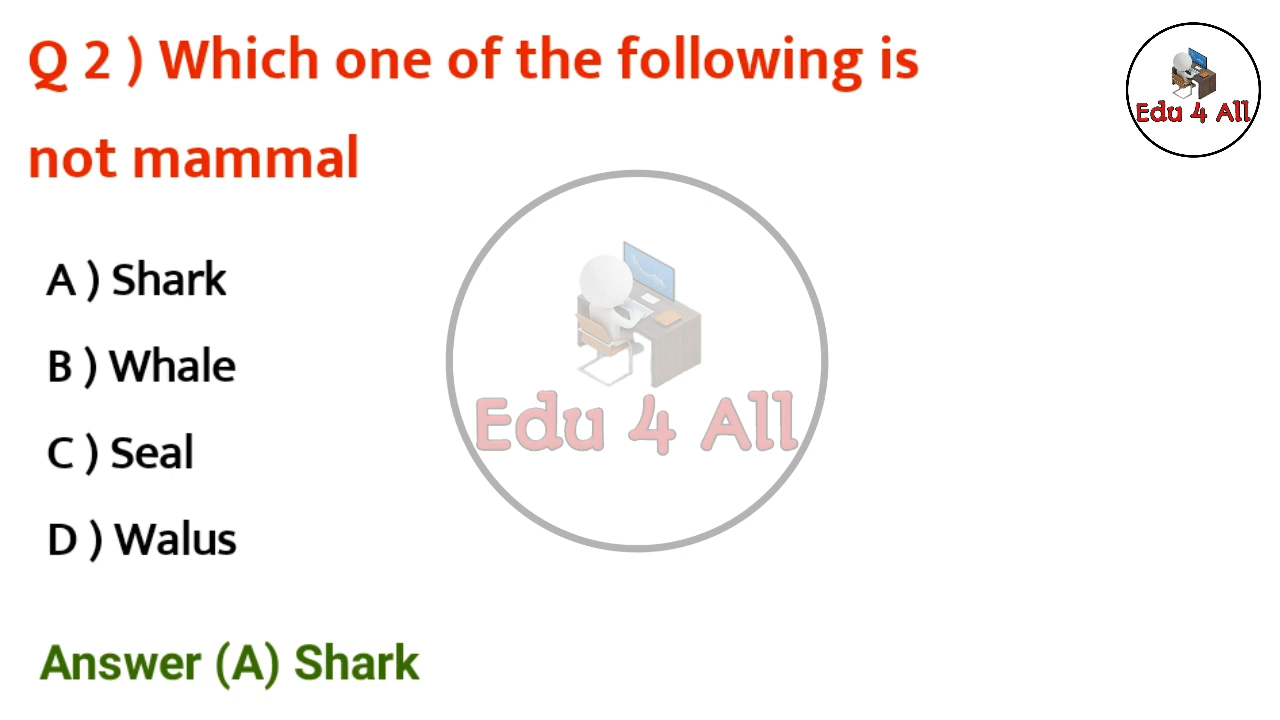 Q 2 ) Which one of the following is
not mammal
Edu 4 All
A ) Shark
B ) Whale
C ) Seal
D ) Walus
Edu 4 All
Answer (A) Shark